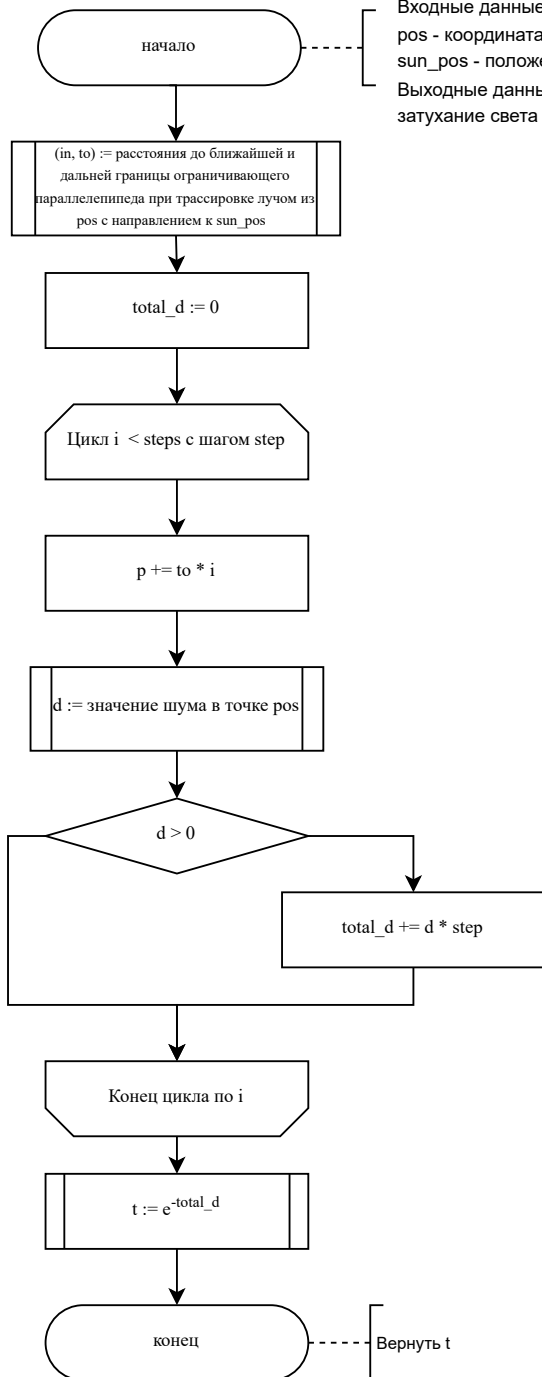 начало
Входные данные
pos - координата
sun_pos -
Выходные
затухание света
(in, to) := расстояния до ближайшей и
дальней границы ограничивающего
параллелепипеда при трассировке лучом из
pos с направлением к sun_pos
total_d := 0
Цикл i < steps с шагом step
p += to * i
d := значение шума в точке pos
d > 0
total_d += d * step
Конец цикла по i
t := e^-total_d
конец
Вернуть t